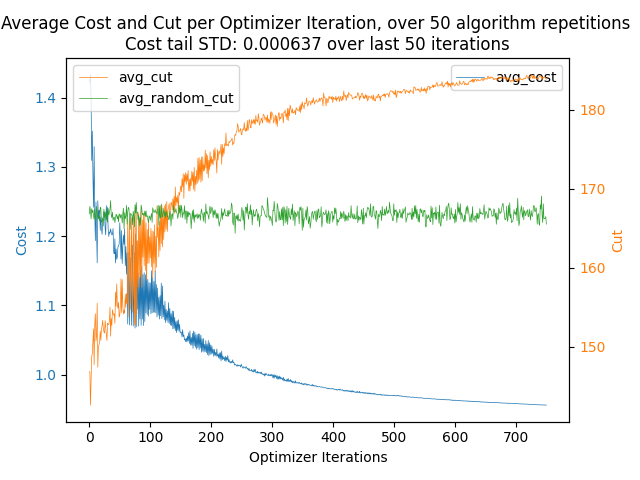 Average Cost and Cut per Optimizer Iteration, over 50 algorithm repetitions
Cost tail STD: 0.000637 over last 50 iterations
avg_cut
avg_random_cut
avg_cost
1.4
1.3
1.2
1.1
1.0
Cost
180
170
160
150
Cut
0 100 200 300 400 500 600 700
Optimizer Iterations